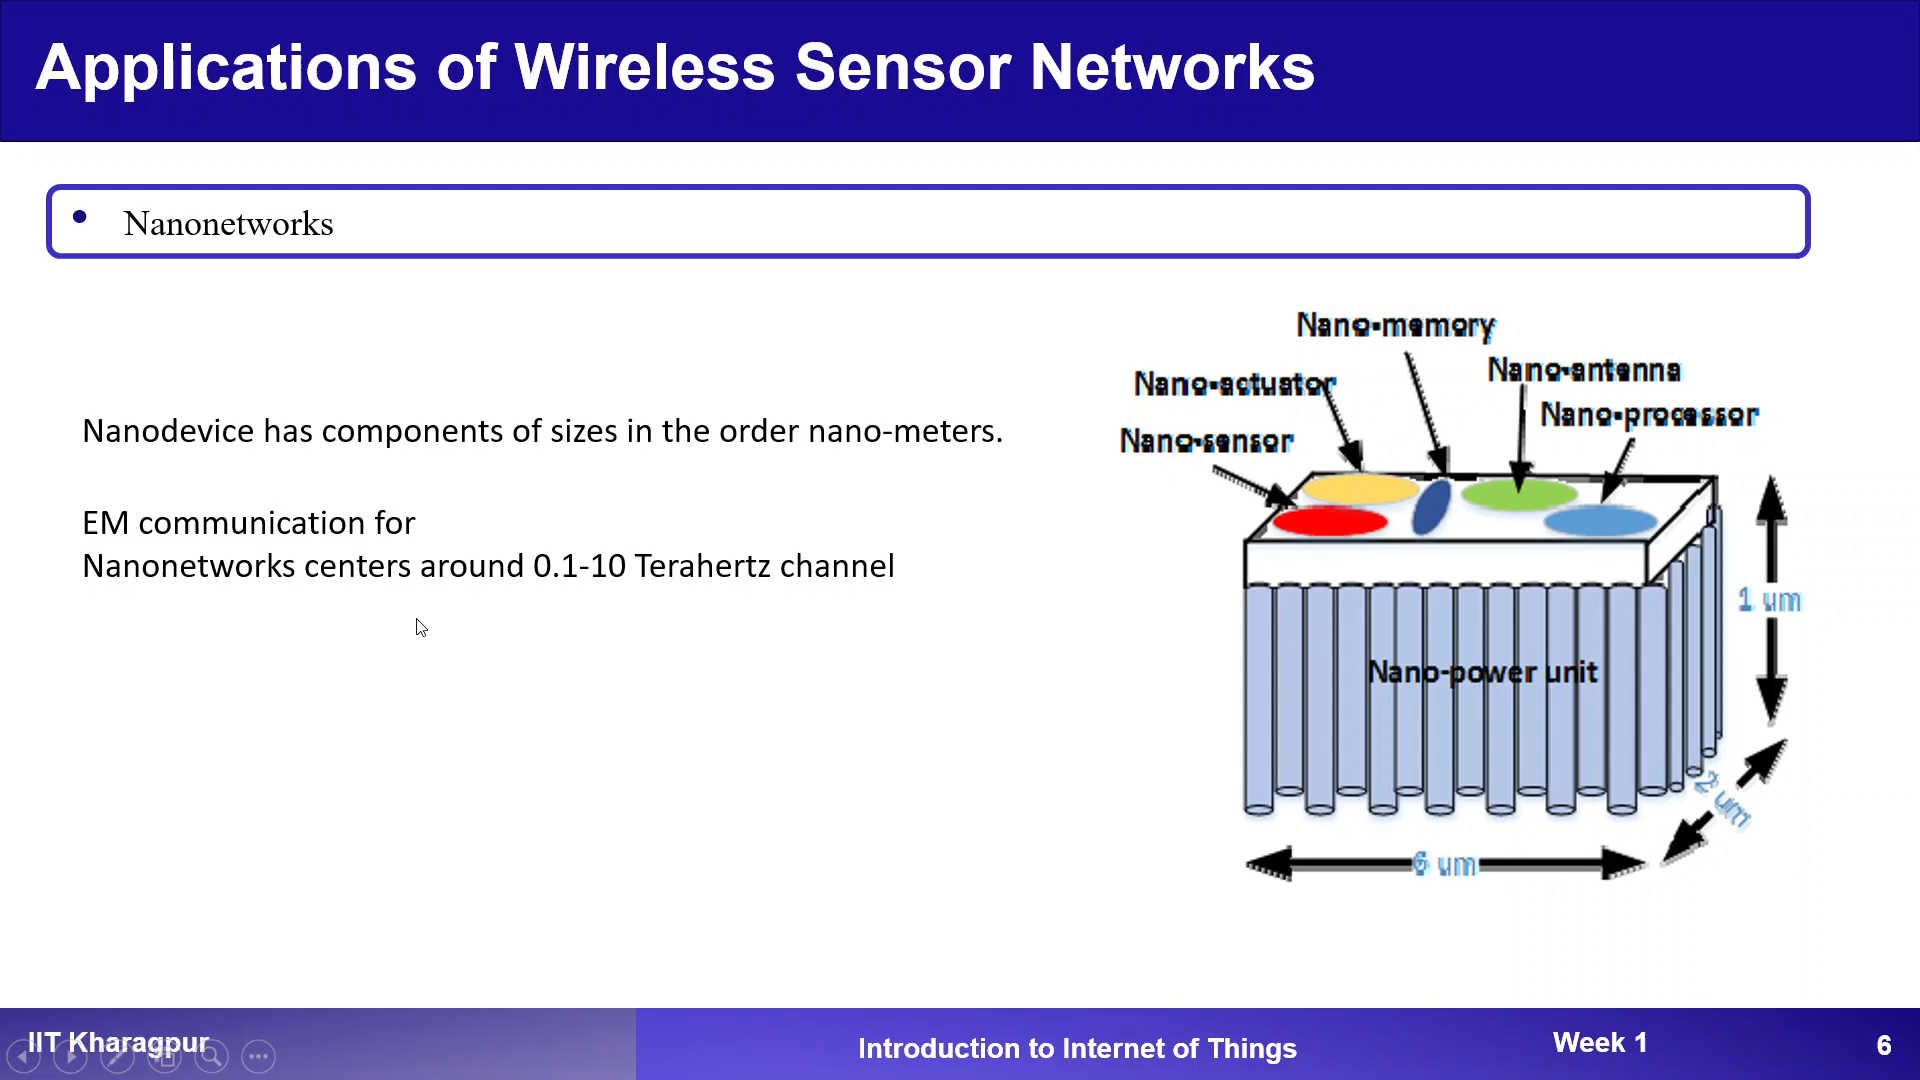 Applications of Wireless Sensor Networks
• Nanonetworks
Nanodevice has components of sizes in the order nano-meters.
EM communication for
Nanonetworks centers around 0.1-10 Terahertz channel
Nano-memory
Nano-antenna
Nano-actuator
Nano-processor
Nano-sensor
1 um
Nano-power unit
2 um
6 um
IIT Kharagpur
Introduction to Internet of Things
Week 1
6